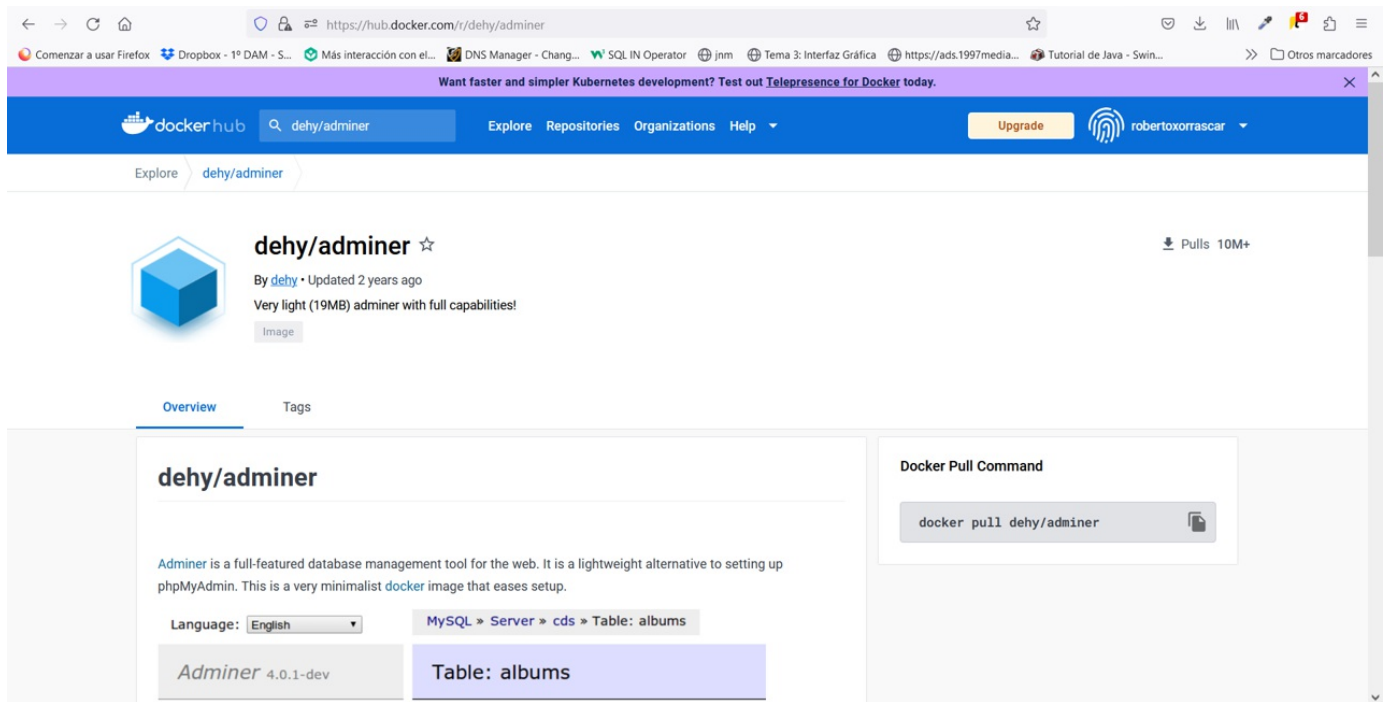 https://hub.docker.com/r/dehy/adminer
6
Comenzar a usar Firefox Dropbox - 1º DAM - S... Más interacción con el... DNS Manager - Chang... SQL IN Operator jnm Tema 3: Interfaz Gráfica https://ads.1997media... Tutorial de Java - Swin... Otros marcadores
Want faster and simpler Kubernetes development? Test out Telepresence for Docker today.
dockerhub dehy/adminer Explore Repositories Organizations Help Upgrade robertoxorrascar
Explore dehy/adminer
dehy/adminer
Pulls 10M+
By dehy • Updated 2 years ago
Very light (19MB) adminer with full capabilities!
Image
Overview Tags
dehy/adminer
Adminer is a full-featured database management tool for the web. It is a lightweight alternative to setting up
phpMyAdmin. This is a very minimalist docker image that eases setup.
Language: English
MySQL » Server » cds » Table: albums
Adminer 4.0.1-dev
Table: albums
Docker Pull Command
docker pull dehy/adminer